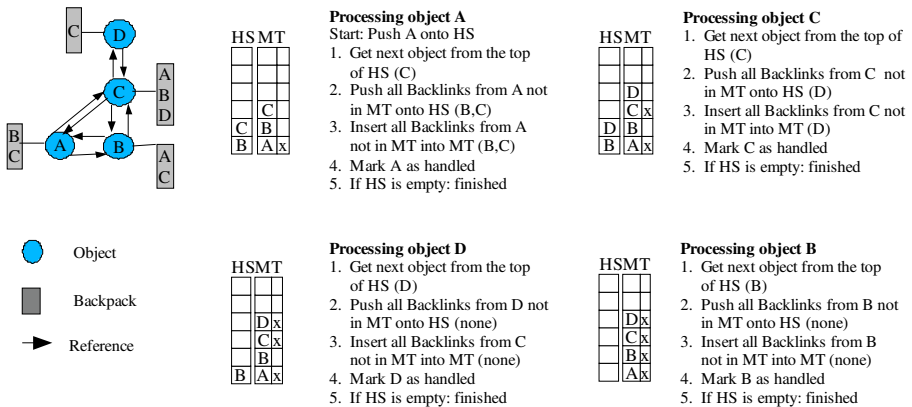 C
D
A
B
D
C
B
C
A
B
A
C
Object
Backpack
Reference
HS MT
C
C B
B A x
Processing object A
Start: Push A onto HS
1. Get next object from the top
of HS (C)
2. Push all Backlinks from A not
in MT onto HS (B,C)
3. Insert all Backlinks from A
not in MT into MT (B,C)
4. Mark A as handled
5. If HS is empty: finished
HS MT
D
C x
D B
B A x
Processing object C
1. Get next object from the top of
HS (C)
2. Push all Backlinks from C not
in MT onto HS (D)
3. Insert all Backlinks from C not
in MT into MT (D)
4. Mark C as handled
5. If HS is empty: finished
HS MT
D x
C x
B
B A x
Processing object D
1. Get next object from the top
of HS (D)
2. Push all Backlinks from D not
in MT onto HS (none)
3. Insert all Backlinks from C
not in MT into MT (none)
4. Mark D as handled
5. If HS is empty: finished
HS MT
D x
C x
B x
A x
Processing object B
1. Get next object from the top
of HS (B)
2. Push all Backlinks from B not
in MT onto HS (none)
3. Insert all Backlinks from B
not in MT into MT (none)
4. Mark B as handled
5. If HS is empty: finished